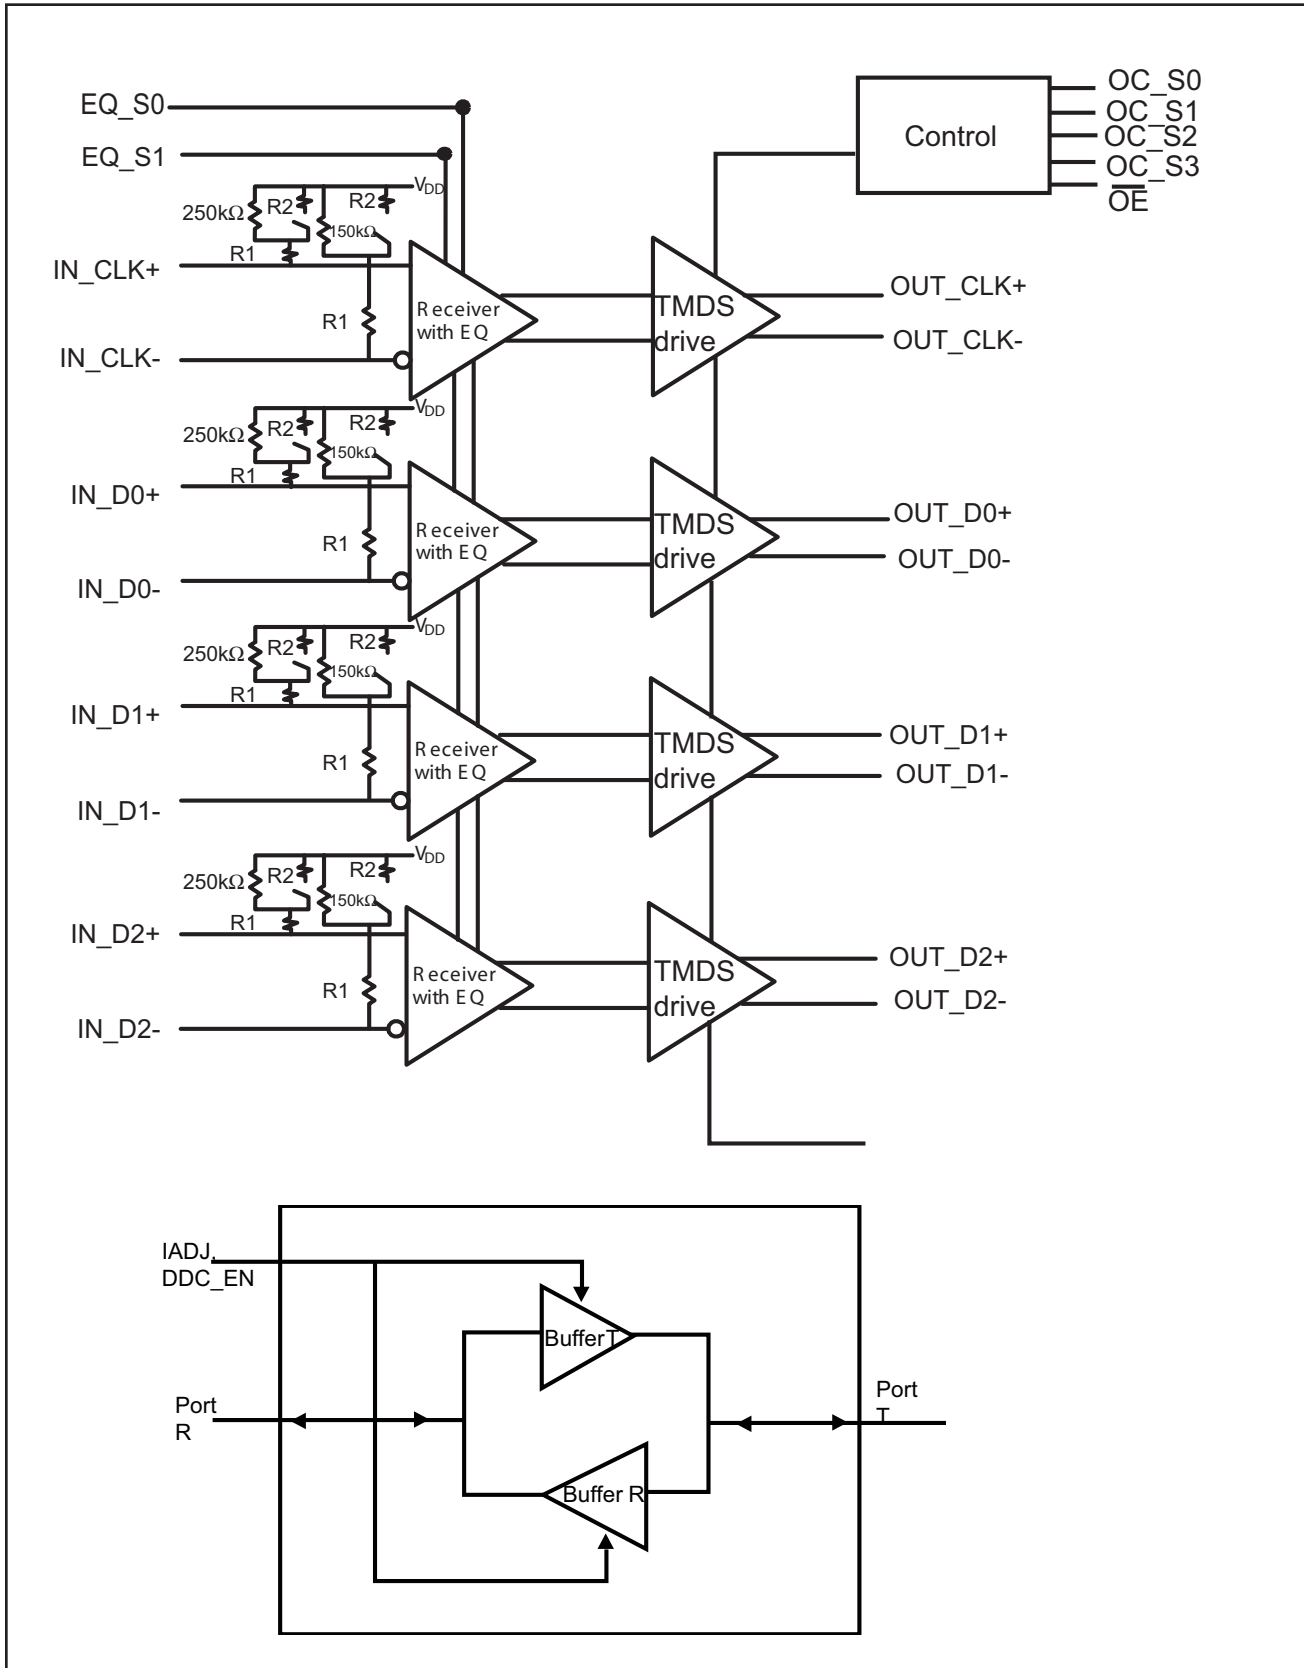 EQ_S0
EQ_S1
OC_S0
OC_S1
OC_S2
OC_S3
OE
Control
VDD
250kΩ
R2
R2
150kΩ
R1
IN_CLK+
R1
IN_CLK-
Receiver
with EQ
TMDS
drive
OUT_CLK+
OUT_CLK-
VDD
250kΩ
R2
R2
150kΩ
R1
IN_D0+
R1
IN_D0-
Receiver
with EQ
TMDS
drive
OUT_D0+
OUT_D0-
VDD
250kΩ
R2
R2
150kΩ
R1
IN_D1+
R1
IN_D1-
Receiver
with EQ
TMDS
drive
OUT_D1+
OUT_D1-
VDD
250kΩ
R2
R2
150kΩ
R1
IN_D2+
R1
IN_D2-
Receiver
with EQ
TMDS
drive
OUT_D2+
OUT_D2-
IADJ.
DDC_EN
BufferT
Port
R
Port
T
Buffer R